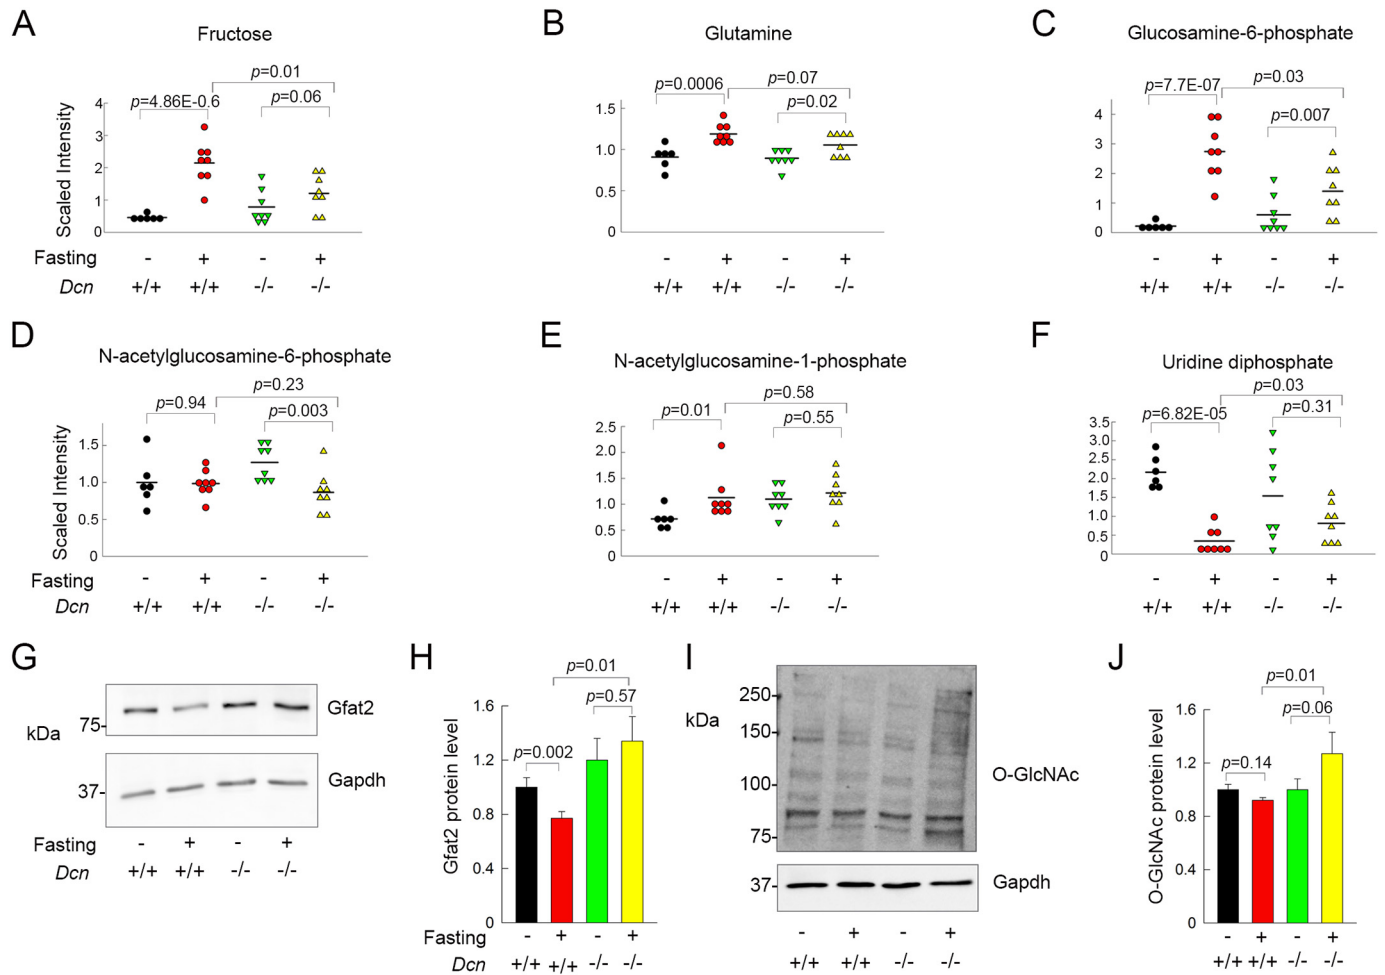 A
Fructose
p=0.01
p=4.86E-0.6
p=0.06
Scaled Intensity
4
3
2
1
0
Fasting - + - +
Dcn +/+ +/+ -/- -/-
B
Glutamine
p=0.0006
p=0.07
p=0.02
1.5
1.0
0.5
0
- + - +
+/+ +/+ -/- -/-
C
Glucosamine-6-phosphate
p=7.7E-07
p=0.03
p=0.007
4
3
2
1
0
- + - +
+/+ +/+ -/- -/-
D
N-acetylglucosamine-6-phosphate
p=0.23
p=0.94
p=0.003
Scaled Intensity
1.5
1.0
0.5
0
Fasting - + - +
Dcn +/+ +/+ -/- -/-
E
N-acetylglucosamine-1-phosphate
p=0.58
p=0.01
p=0.55
2.5
2.0
1.5
1.0
0.5
0
- + - +
+/+ +/+ -/- -/-
F
Uridine diphosphate
p=0.03
p=6.82E-05
p=0.31
3.5
3.0
2.5
2.0
1.5
1.0
0.5
0
- + - +
+/+ +/+ -/- -/-
G
Gfat2
75-
kDa
Gapdh
37-
Fasting - + - +
Dcn +/+ +/+ -/- -/-
H
p=0.01
p=0.57
p=0.002
Gfat2 protein level
1.6
1.2
0.8
0.4
0
Fasting - + - +
Dcn +/+ +/+ -/- -/-
I
250-
kDa
150-
O-GlcNAc
100-
75-
37-
Gapdh
- + - +
+/+ +/+ -/- -/-
J
p=0.01
p=0.06
p=0.14
O-GlcNAc protein level
1.6
1.2
0.8
0.4
0
- + - +
+/+ +/+ -/- -/-